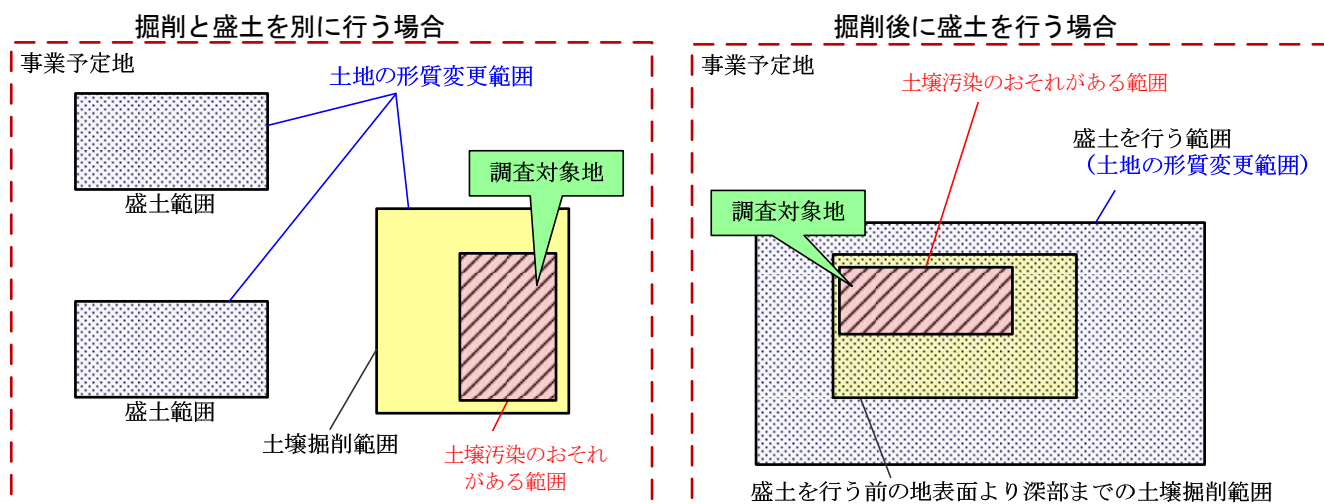 掘削と盛土を別に行う場合
事業予定地
土地の形質変更範囲
調査対象地
盛土範囲
盛土範囲
土壌掘削範囲
土壌汚染のおそれ
がある範囲
掘削後に盛土を行う場合
事業予定地
土壌汚染のおそれがある範囲
盛土を行う範囲
（土地の形質変更範囲）
調査対象地
盛土を行う前の地表面より深部までの土壌掘削範囲